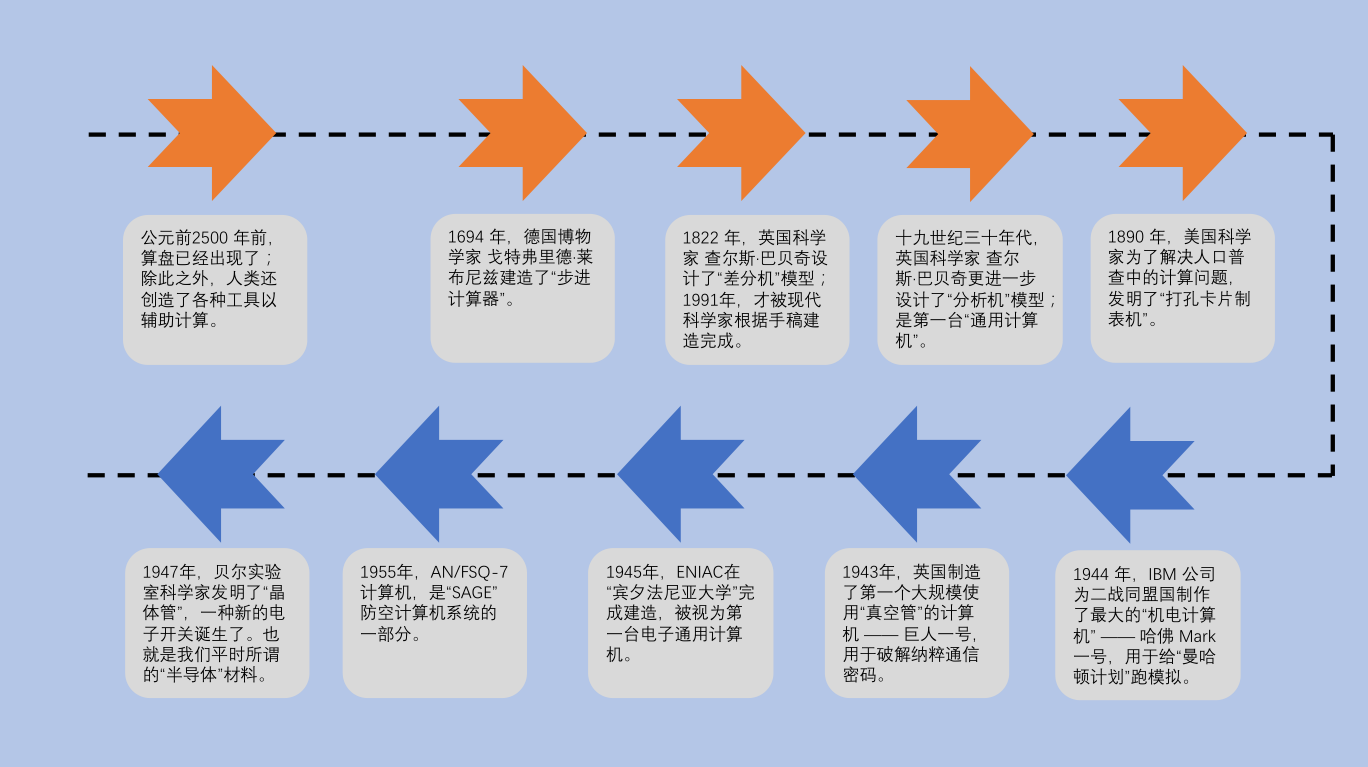 公元前2500 年前，
算盘已经出现了；
除此之外，人类还
创造了各种工具以
辅助计算。
1694 年，德国博物
学家 戈特弗里德·莱
布尼兹建造了“步进
计算器”。
1822 年，英国科学
家 查尔斯·巴贝奇设
计了“差分机”模型；
1991年，才被现代
科学家根据手稿建
造完成。
十九世纪三十年代，
英国科学家 查尔
斯·巴贝奇更进一步
设计了“分析机”模型；
是第一台“通用计算
机”。
1890 年，美国科学
家为了解决人口普
查中的计算问题，
发明了“打孔卡片制
表机”。
1944 年，IBM 公司
为二战同盟国制作
了最大的“机电计算
机” —— 哈佛 Mark
一号，用于给“曼哈
顿计划”跑模拟。
1943年，英国制造
了第一个大规模使
用“真空管”的计算
机 —— 巨人一号，
用于破解纳粹通信
密码。
1945年，ENIAC在
“宾夕法尼亚大学”完
成建造，被视为第
一台电子通用计算
机。
1955年，AN/FSQ-7
计算机，是“SAGE”
防空计算机系统的
一部分。
1947年，贝尔实验
室科学家发明了“晶
体管”，一种新的电
子开关诞生了。也
就是我们平时所谓
的“半导体”材料。